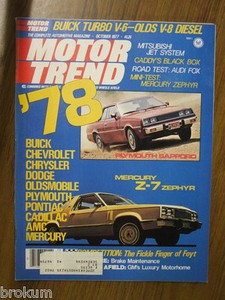 MOTOR TREND
BUICK TURBO V-6—OLDS V-8 DIESEL
THE COMPLETE AUTOMOTIVE MAGAZINE OCTOBER 1977
MOTOR TREND
MITSUBISHI
JET SYSTEM
CADDY'S BLACK BOX
ROAD TEST: AUDI FOX
MINI-TEST:
MERCURY ZEPHYR
'78
PLYMOUTH SAPPORO
BUICK
CHEVROLET
CHRYSLER
DODGE
OLDSMOBILE
PLYMOUTH
PONTIAC
CADILLAC
AMC
MERCURY
MERCURY
Z-7 ZEPHYR
The Fickle Finger of Foyt
Brake Maintenance
AFIELD: GM's Luxury Motorhome
brokum